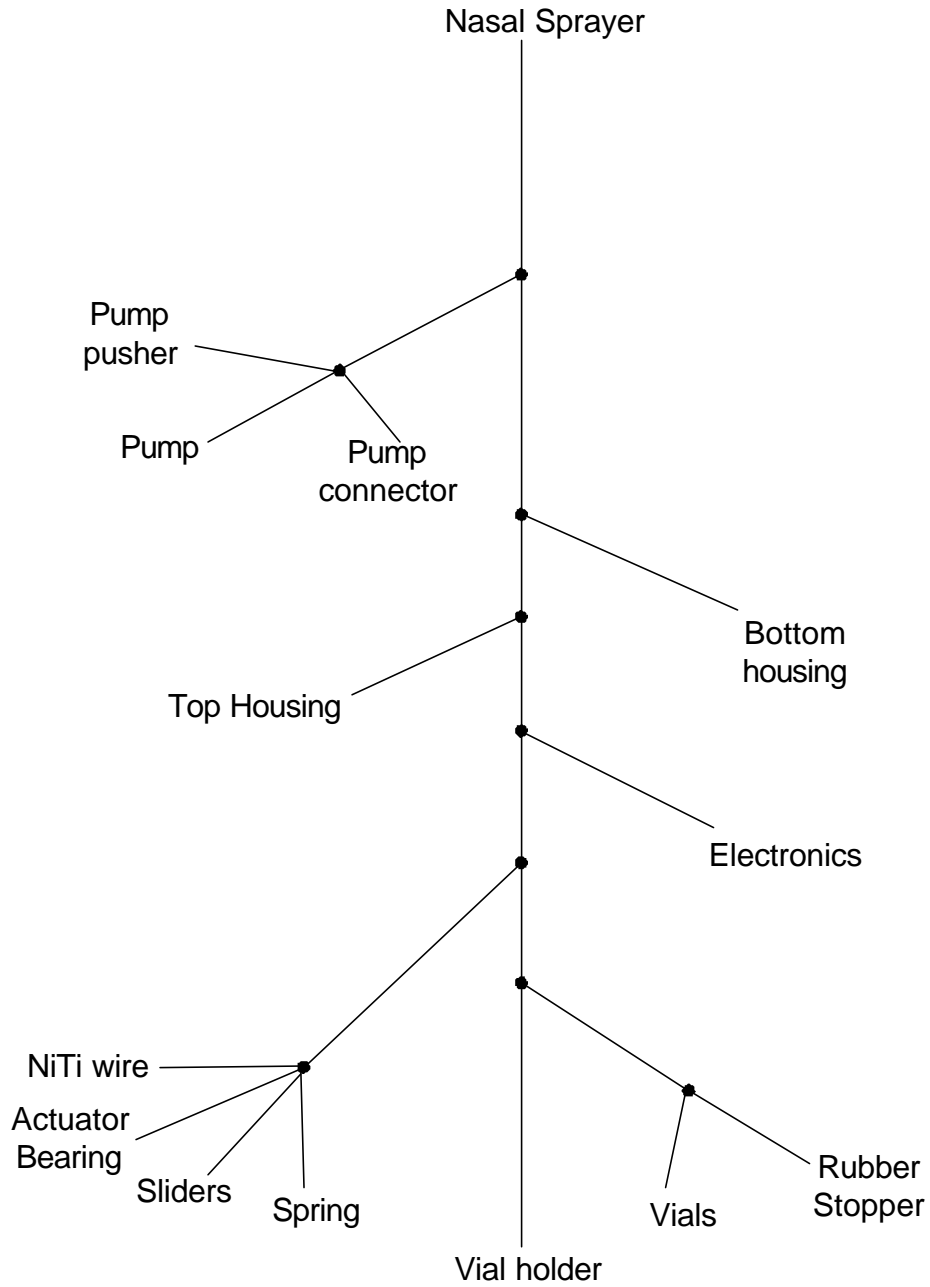 Nasal Sprayer
Pump
pusher
Pump
Pump
connector
Bottom
housing
Top Housing
Electronics
NiTi wire
Actuator
Bearing
Sliders
Spring
Vials
Rubber
Stopper
Vial holder